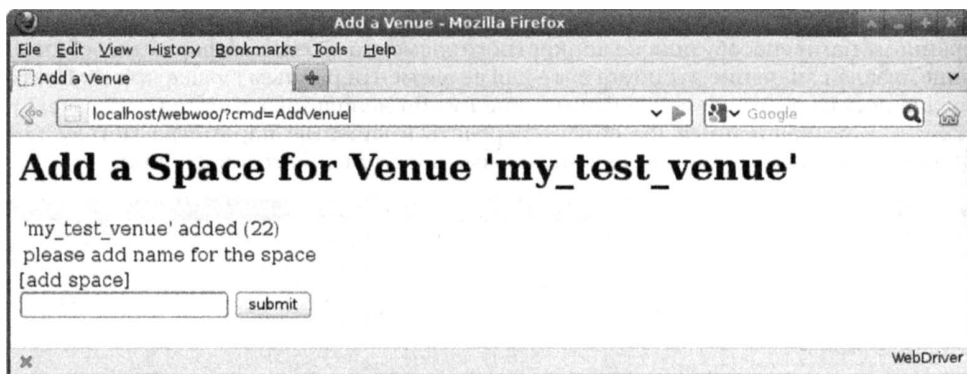 Add a Venue - Mozilla Firefox
File Edit View History Bookmarks Tools Help
Add a Venue
localhost/webwoo/?cmd=AddVenue
Google
Add a Space for Venue 'my_test_venue'
'my_test_venue' added (22)
please add name for the space
[add space]
submit
WebDriver